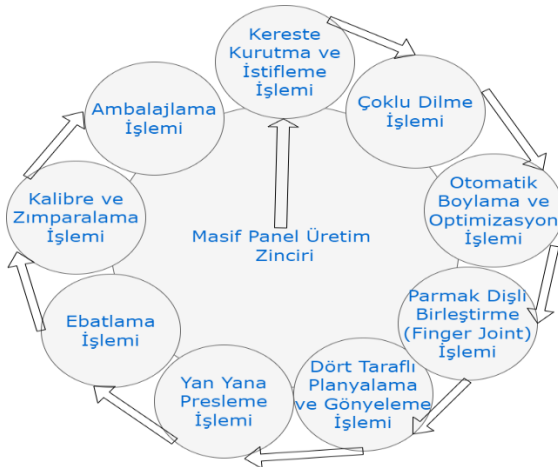 Kereste
Kurutma ve
İstifleme
İşlemi
Çoklu Dilme
İşlemi
Otomatik
Boylama ve
Optimizasyon
İşlemi
Parmak Dişli
Birleştirme
(Finger Joint)
İşlemi
Dört Taraflı
Planyalama
ve Gönyeleme
İşlemi
Yan Yana
Presleme
İşlemi
Ebatlama
İşlemi
Kalibre ve
Zımparalama
İşlemi
Ambalajlama
İşlemi
Masif Panel Üretim
Zinciri